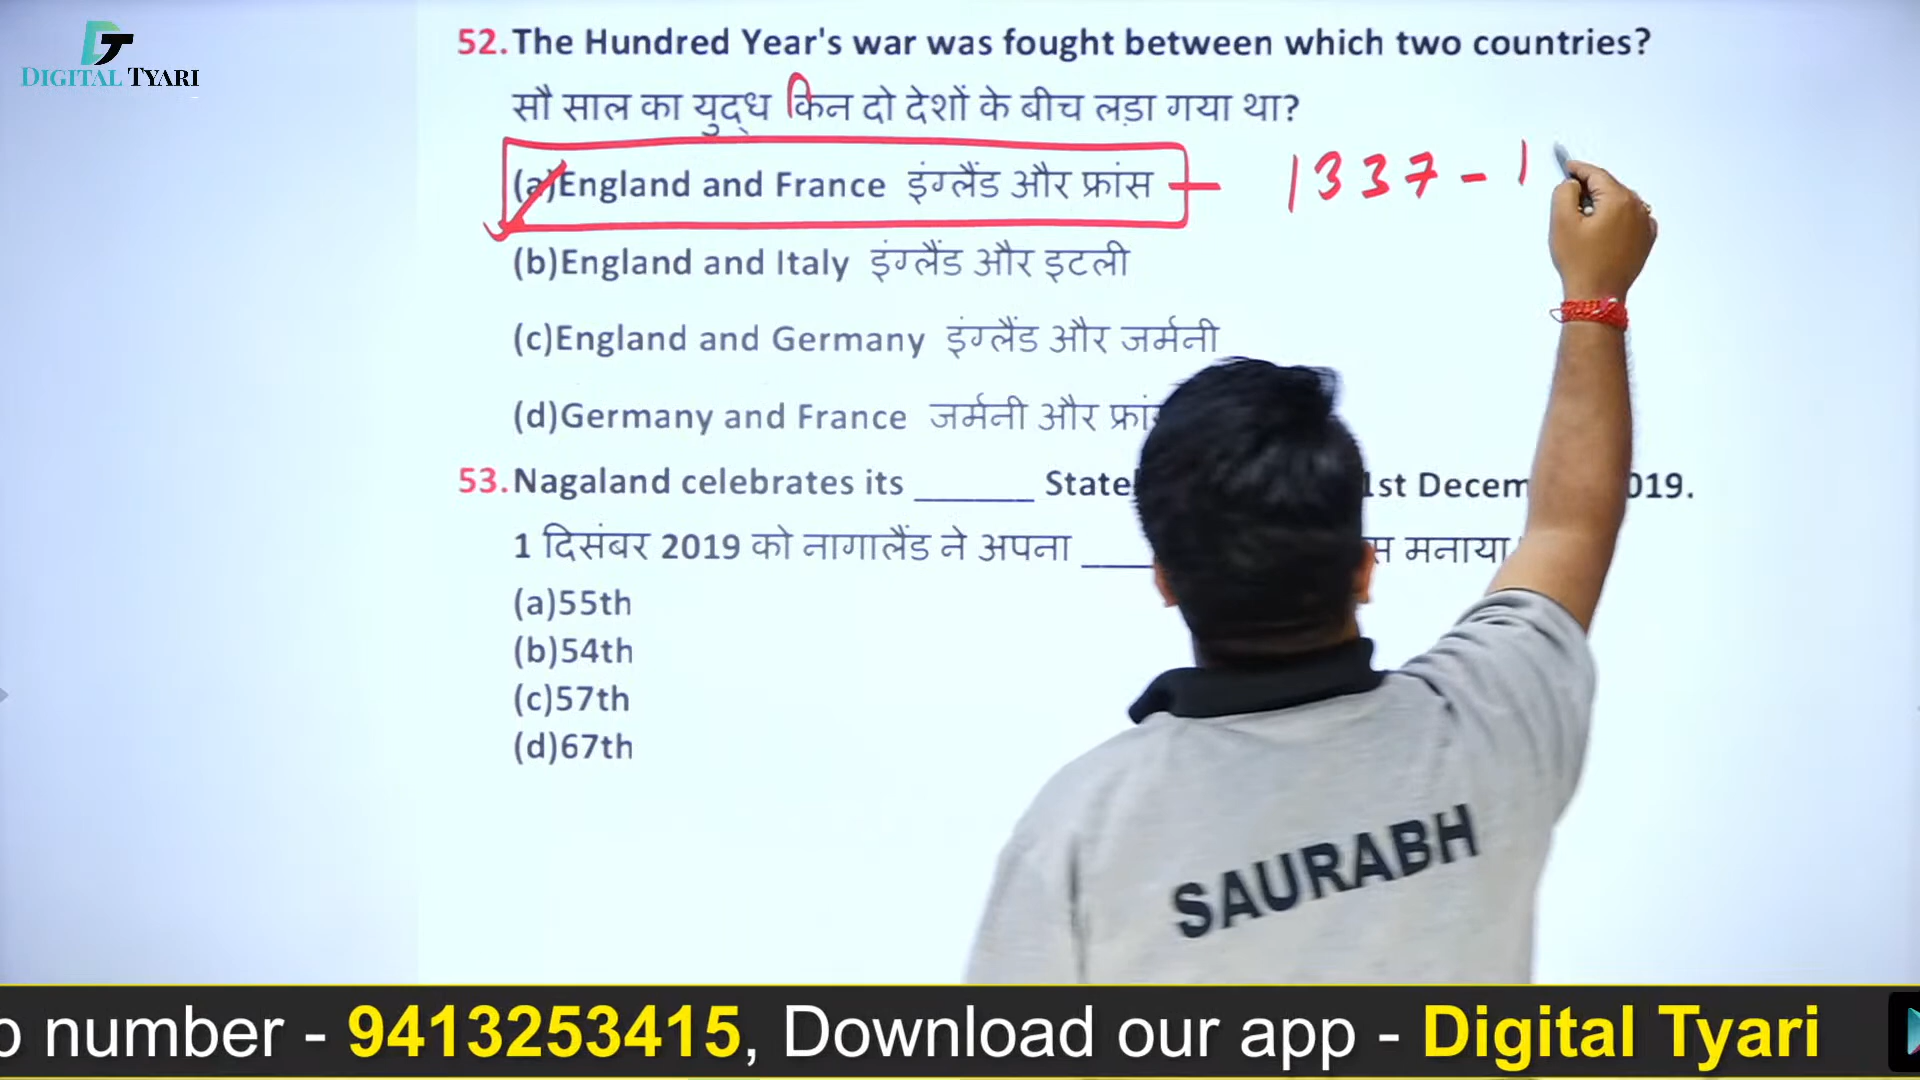 DT
DIGITAL TYARI
52. The Hundred Year's war was fought between which two countries?
सौ साल का युद्ध किन दो देशों के बीच लड़ा गया था?
(a)England and France इंग्लैंड और फ्रांस — 1337 - 1
(b)England and Italy इंग्लैंड और इटली
(c)England and Germany इंग्लैंड और जर्मनी
(d)Germany and France जर्मनी और
53. Nagaland celebrates its ______ 1st 019.
1 दिसंबर 2019 को नागालैंड ने अपना ____ मनाया
(a)55th
(b)54th
(c)57th
(d)67th
SAURABH
number - 9413253415, Download our app - Digital Tyari